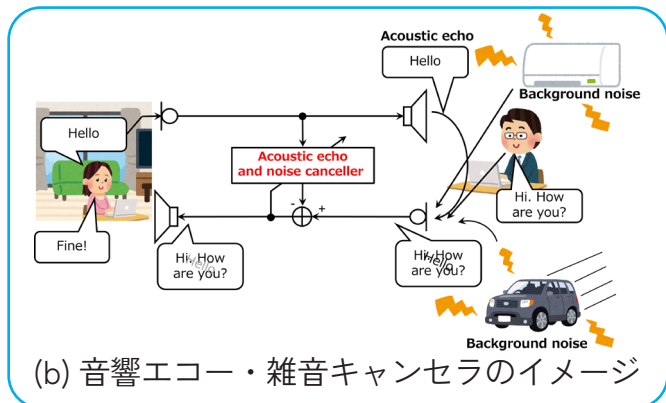 Acoustic echo
Hello
Background noise
Hello
Acoustic echo
and noise canceller
Hi. How
are you?
- +
Fine!
Hi. How
are you?
Hello
Hi. How
are you?
Hello
Background noise
(b) 音響エコー・雑音キャンセラのイメージ